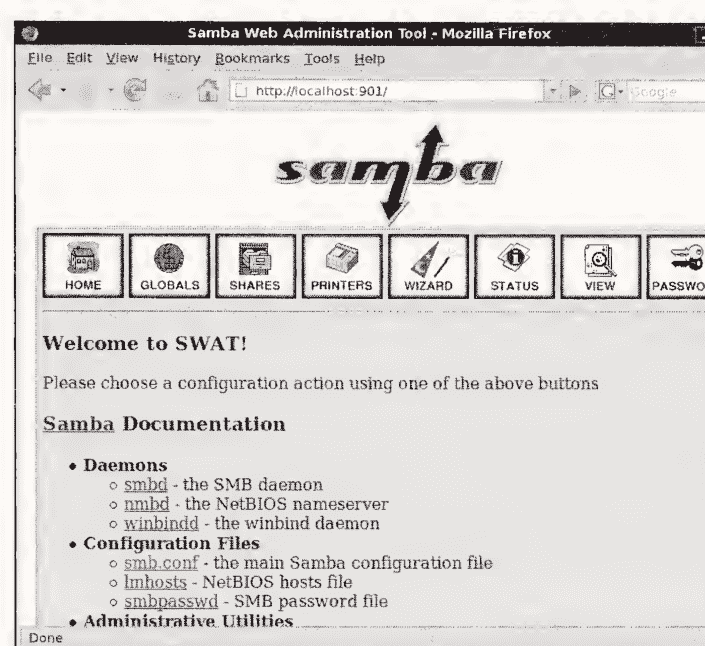 Samba Web Administration Tool - Mozilla Firefox
File Edit View History Bookmarks Tools Help
http://localhost:901/
Google
samba
HOME GLOBALS SHARES PRINTERS WIZARD STATUS VIEW PASSWO
Welcome to SWAT!
Please choose a configuration action using one of the above buttons
Samba Documentation
• Daemons
○ smbd - the SMB daemon
○ nmbd - the NetBIOS nameserver
○ winbindd - the winbind daemon
• Configuration Files
○ smb.conf - the main Samba configuration file
○ lmhosts - NetBIOS hosts file
○ smbpasswd - SMB password file
• Administrative Utilities
Done